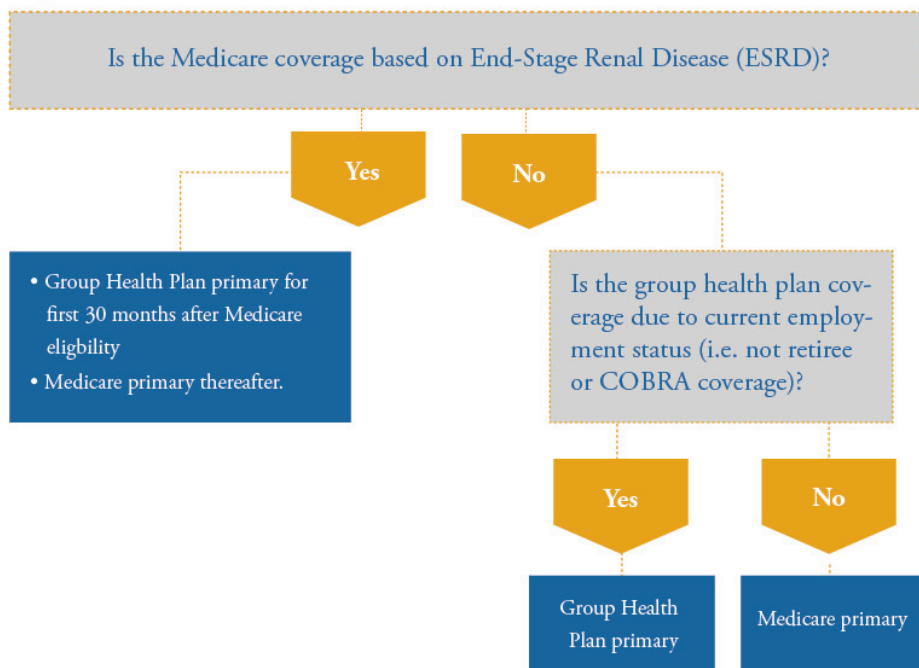 Is the Medicare coverage based on End-Stage Renal Disease (ESRD)?
Yes
No
• Group Health Plan primary for
first 30 months after Medicare
eligbility
• Medicare primary thereafter.
Is the group health plan cov-
erage due to current employ-
ment status (i.e. not retiree
or COBRA coverage)?
Yes
No
Group Health
Plan primary
Medicare primary